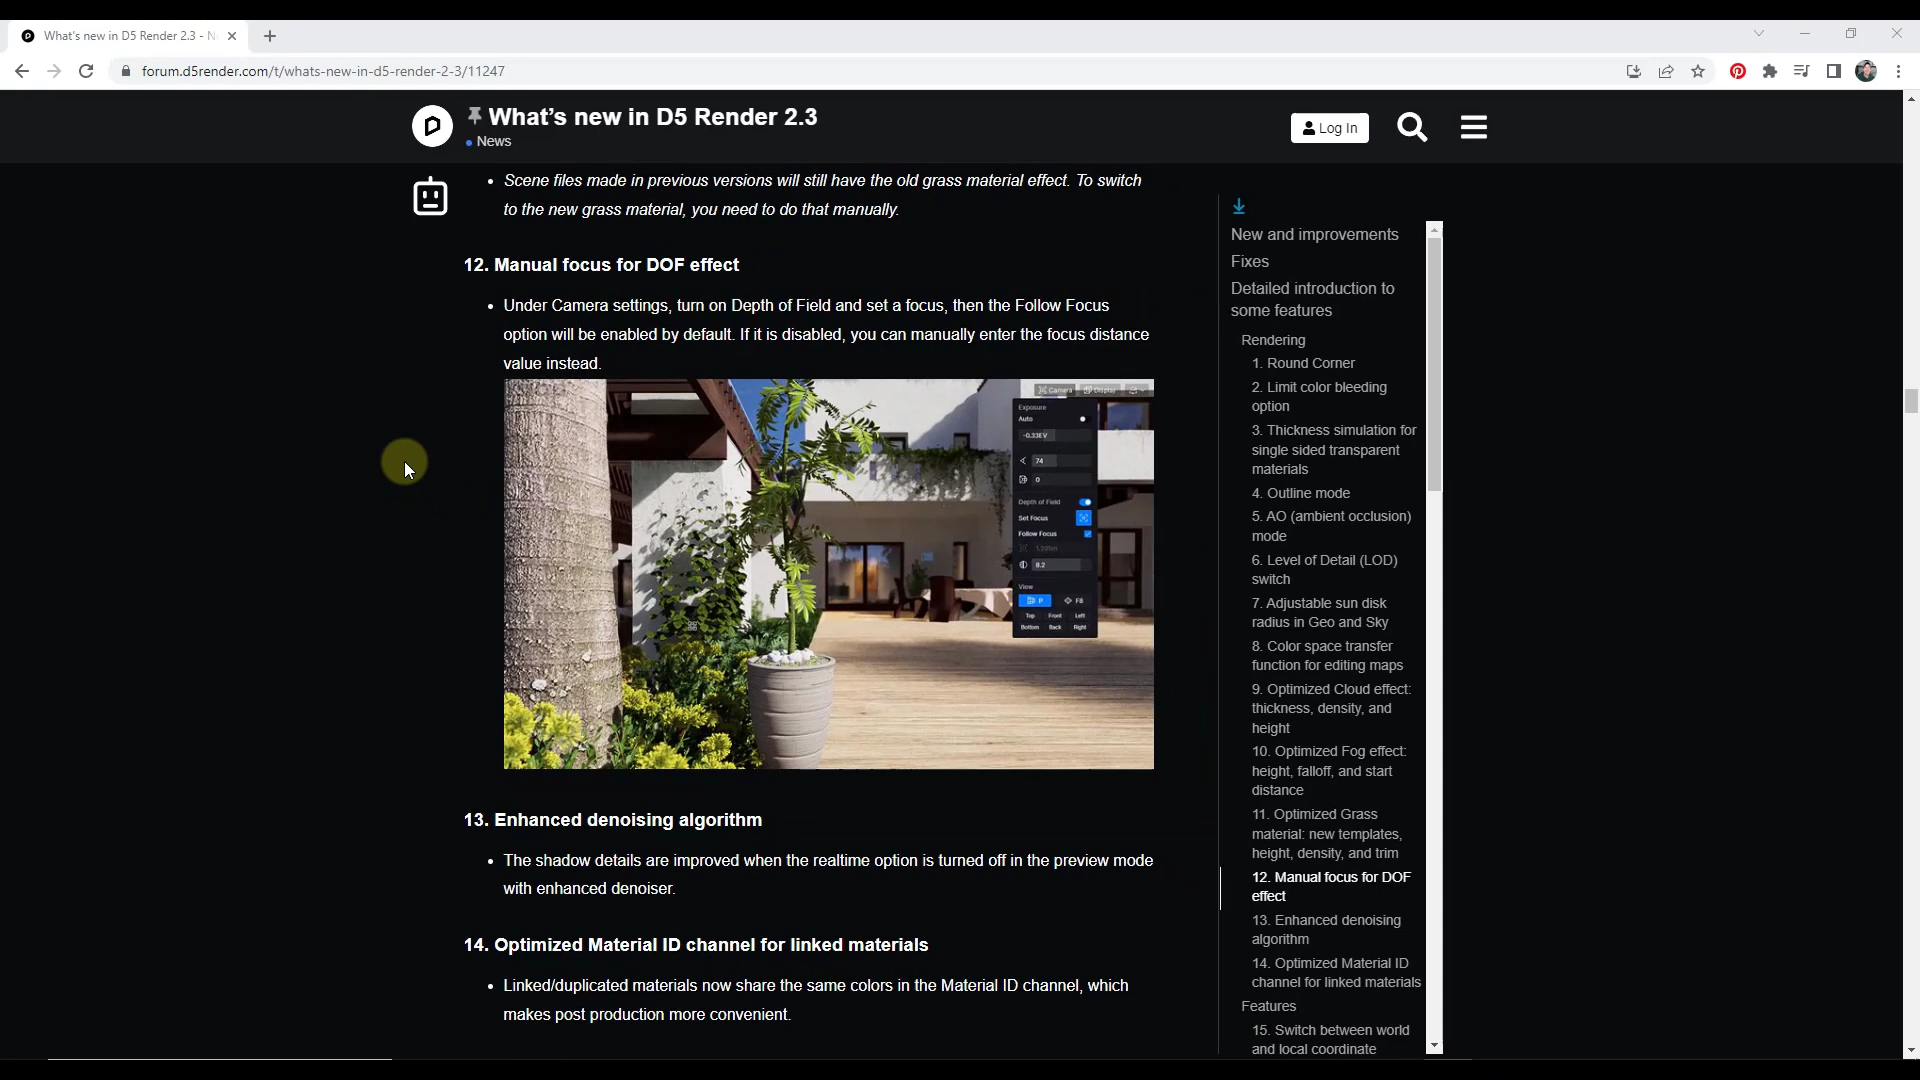 What's new in D5 Render 2.3 - N
forum.d5render.com/t/whats-new-in-d5-render-2-3/11247
What's new in D5 Render 2.3
News
Log In
Scene files made in previous versions will still have the old grass material effect. To switch
to the new grass material, you need to do that manually.
12. Manual focus for DOF effect
Under Camera settings, turn on Depth of Field and set a focus, then the Follow Focus
option will be enabled by default. If it is disabled, you can manually enter the focus distance
value instead.
Camera Display
Exposure
Auto
-0.33EV
74
0
Depth of Field
Set Focus
Follow Focus
8.2
View
P F8
Top Front Left
Bottom Back Right
13. Enhanced denoising algorithm
The shadow details are improved when the realtime option is turned off in the preview mode
with enhanced denoiser.
14. Optimized Material ID channel for linked materials
Linked/duplicated materials now share the same colors in the Material ID channel, which
makes post production more convenient.
New and improvements
Fixes
Detailed introduction to
some features
Rendering
1. Round Corner
2. Limit color bleeding
option
3. Thickness simulation for
single sided transparent
materials
4. Outline mode
5. AO (ambient occlusion)
mode
6. Level of Detail (LOD)
switch
7. Adjustable sun disk
radius in Geo and Sky
8. Color space transfer
function for editing maps
9. Optimized Cloud effect:
thickness, density, and
height
10. Optimized Fog effect:
height, falloff, and start
distance
11. Optimized Grass
material: new templates,
height, density, and trim
12. Manual focus for DOF
effect
13. Enhanced denoising
algorithm
14. Optimized Material ID
channel for linked materials
Features
15. Switch between world
and local coordinate